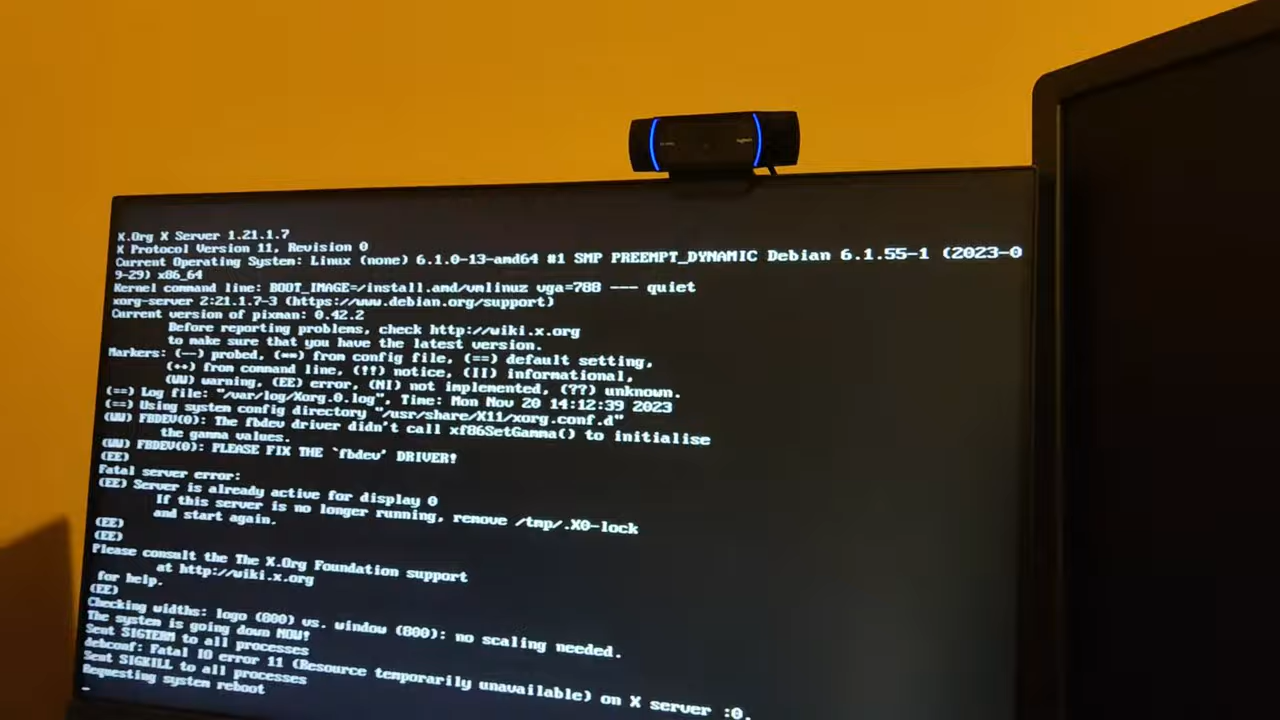 X.Org X Server 1.21.1.7
X Protocol Version 11, Revision 0
Current Operating System: Linux (none) 6.1.0-13-amd64 #1 SMP PREEMPT_DYNAMIC Debian 6.1.55-1 (2023-0
9-29) x86_64
Kernel command line: BOOT_IMAGE=/install.amd/vmlinuz vga=788 --- quiet
xorg-server 2:21.1.7-3 (https://www.debian.org/support)
Current version of pixman: 0.42.2
Before reporting problems, check http://wiki.x.org
to make sure that you have the latest version.
Markers: (--) probed, (**) from config file, (==) default setting,
(++) from command line, (!!) notice, (II) informational,
(WW) warning, (EE) error, (NI) not implemented, (??) unknown.
(==) Log file: "/var/log/Xorg.0.log", Time: Mon Nov 20 14:12:39 2023
(==) Using system config directory "/usr/share/X11/xorg.conf.d"
(WW) FBDEV(0): The fbdev driver didn't call xf86SetGamma() to initialise
the gamma values.
(WW) FBDEV(0): PLEASE FIX THE `fbdev' DRIVER!
(EE)
Fatal server error:
(EE) Server is already active for display 0
If this server is no longer running, remove /tmp/.X0-lock
and start again.
(EE)
(EE)
Please consult the The X.Org Foundation support
at http://wiki.x.org
for help.
(EE)
Checking widths: logo (800) vs. window (800): no scaling needed.
The system is going down NOW!
Sent SIGTERM to all processes
debconf: Fatal IO error 11 (Resource temporarily unavailable) on X server :0.
Sent SIGKILL to all processes
Requesting system reboot